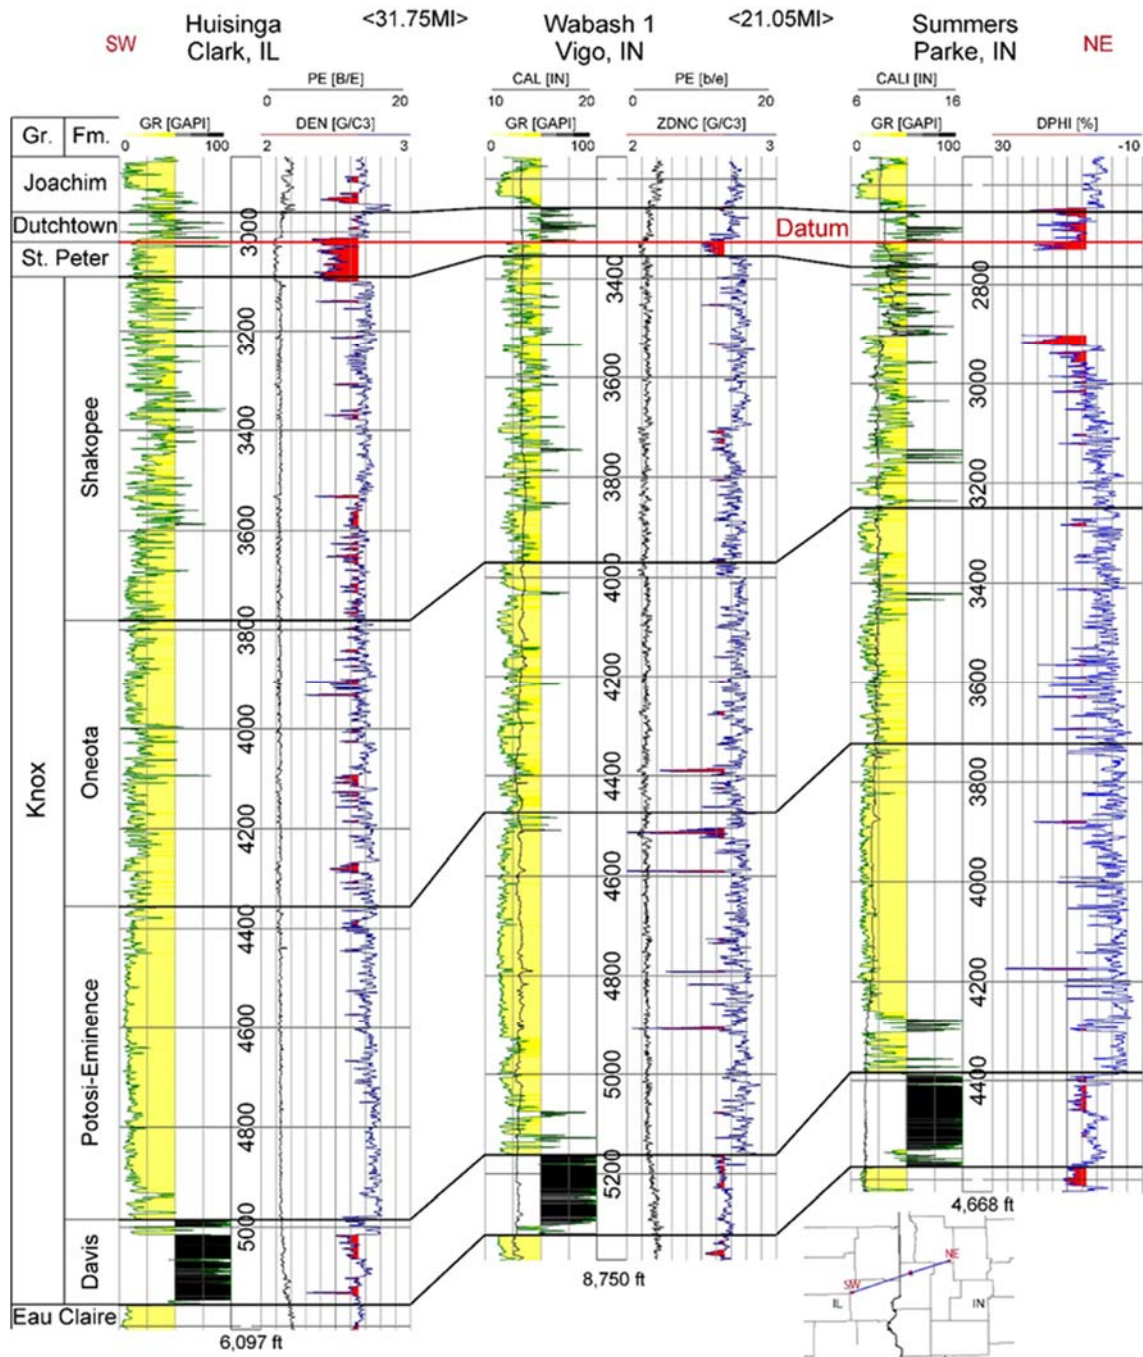 <31.75MI>
<21.05MI>
SW
Huisinga
Clark, IL
Wabash 1
Vigo, IN
Summers
Parke, IN
NE
PE [B/E]
0 20
CAL [IN]
10 20
PE [b/e]
0 20
CALI [IN]
6 16
Gr. Fm.
GR [GAPI]
0 100
DEN [G/C3]
2 3
GR [GAPI]
0 100
ZDNC [G/C3]
2 3
GR [GAPI]
0 100
DPHI [%]
30 -10
Joachim
Dutchtown
St. Peter
Datum
Knox
Shakopee
Oneota
Potosi-Eminence
Davis
Eau Claire
3000
3200
3400
3600
3800
4000
4200
4400
4600
4800
5000
6,097 ft
3400
3600
3800
4000
4200
4400
4600
4800
5000
5200
8,750 ft
2800
3000
3200
3400
3600
3800
4000
4200
4400
4,668 ft
SW
NE
IL
IN